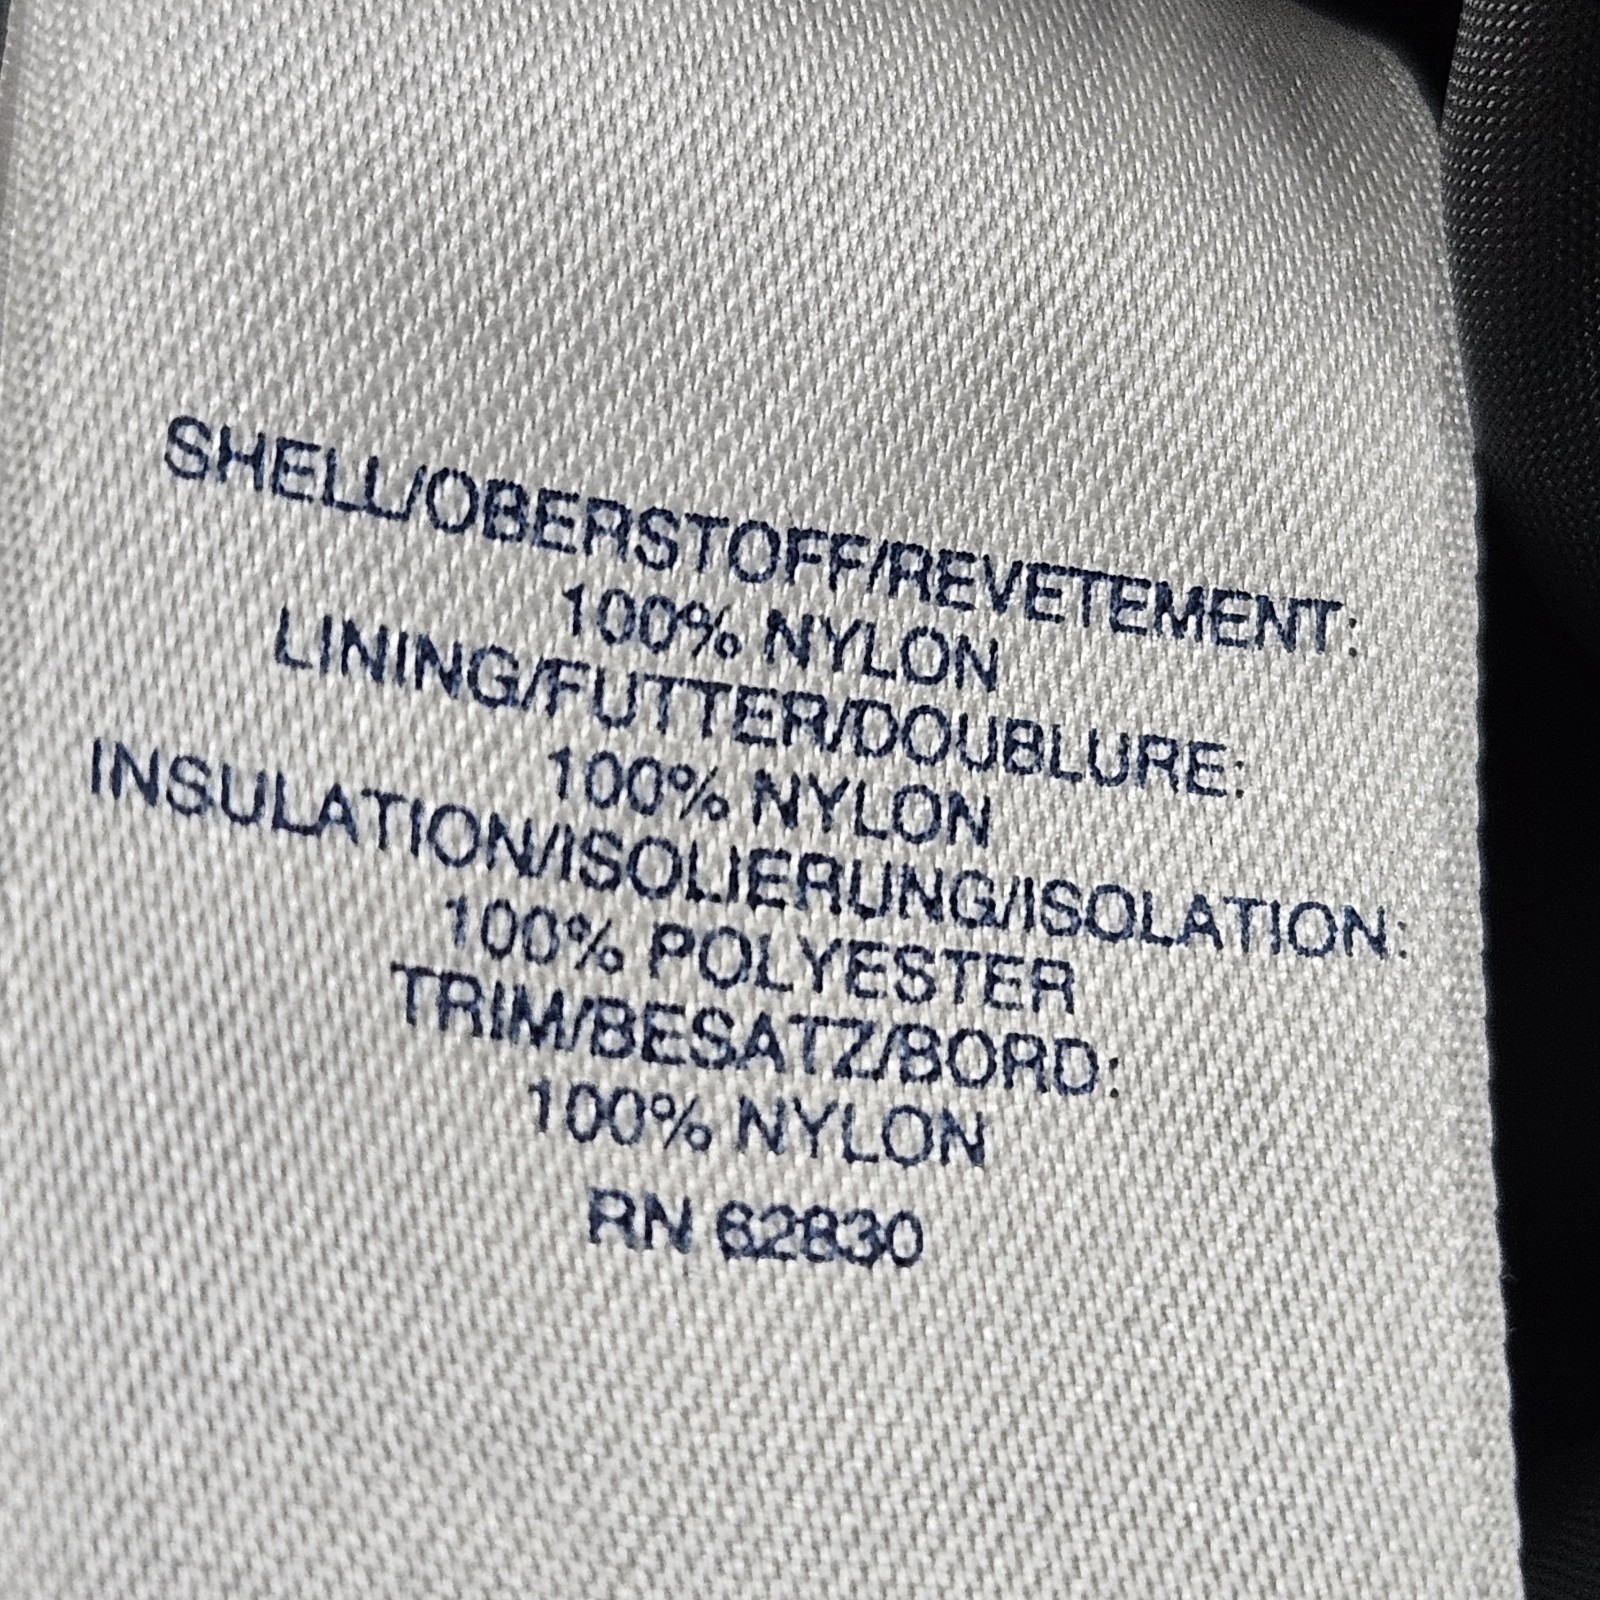 SHELL/OBERSTOFF/REVETEMENT:
100% NYLON
LINING/FUTTER/DOUBLURE:
100% NYLON
INSULATION/ISOLIERUNG/ISOLATION:
100% POLYESTER
TRIM/BESATZ/BORD:
100% NYLON
RN 62830